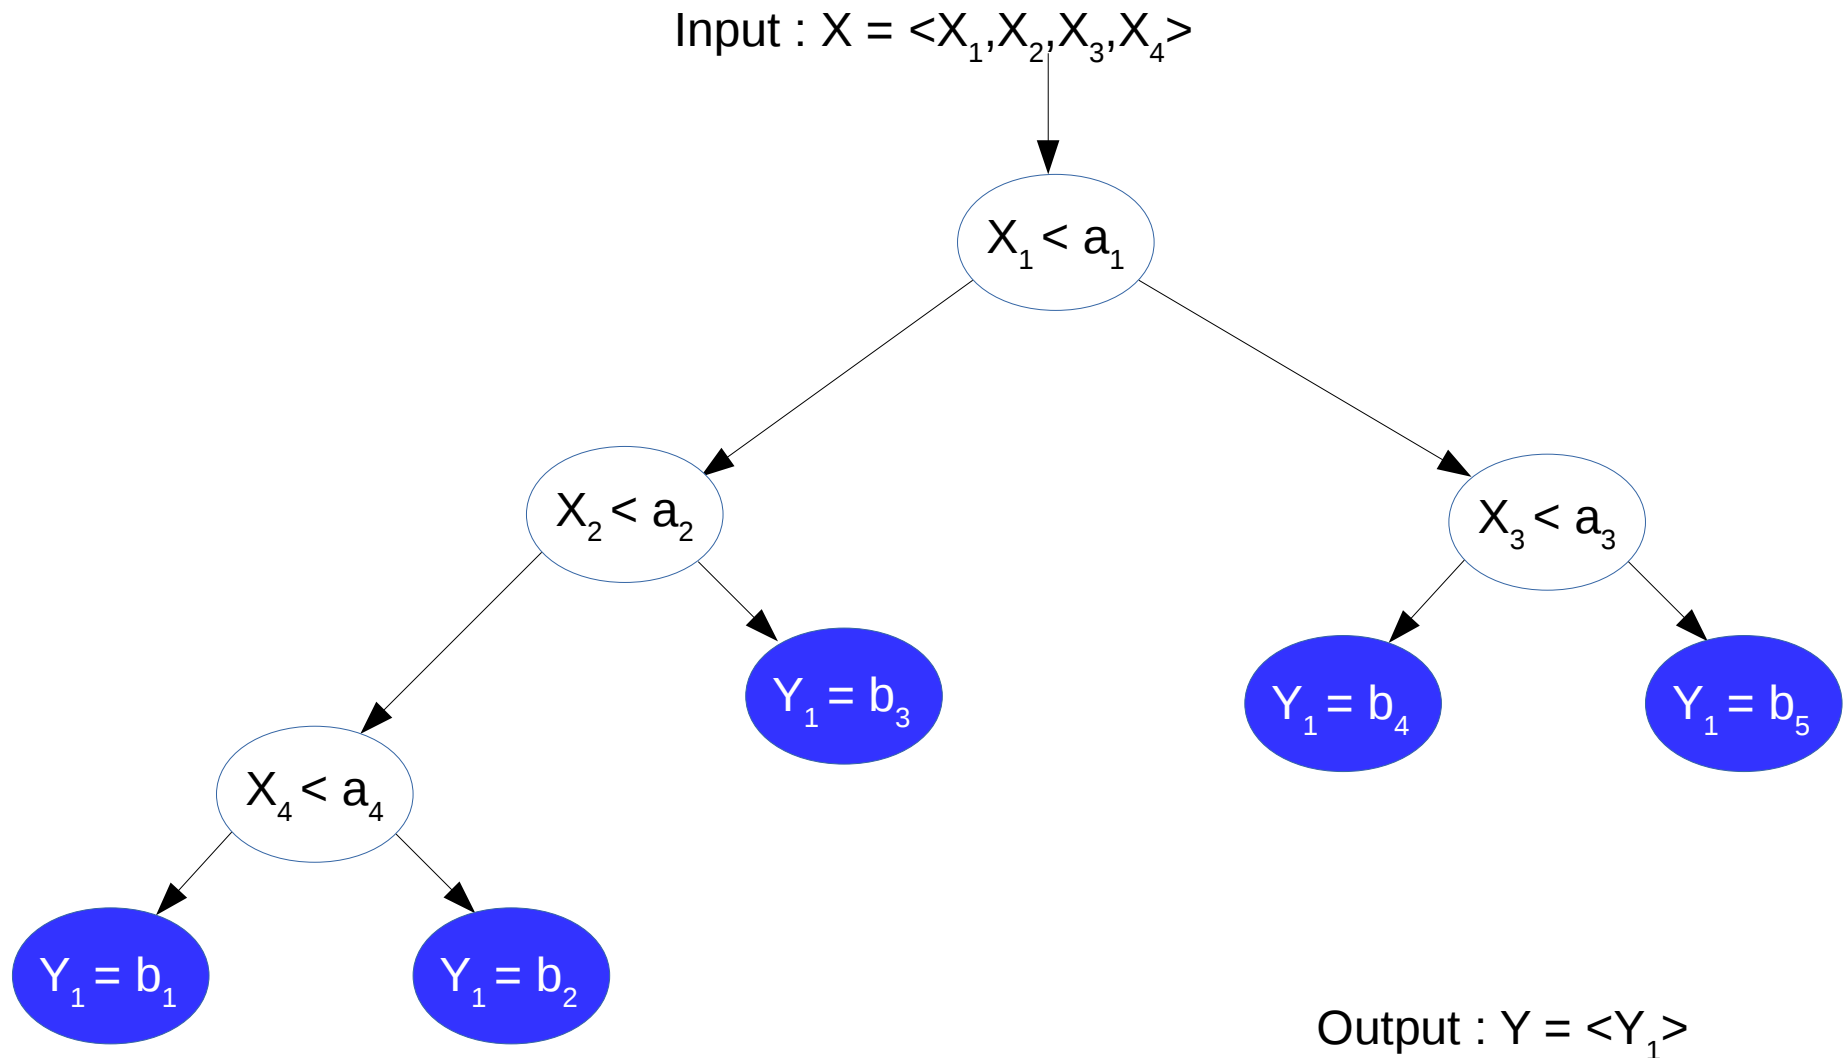 Input : X = <X₁,X₂,X₃,X₄>
X₁ < a₁
X₂ < a₂
X₃ < a₃
Y₁ = b₃
Y₁ = b₄
Y₁ = b₅
X₄ < a₄
Y₁ = b₁
Y₁ = b₂
Output : Y = <Y₁>